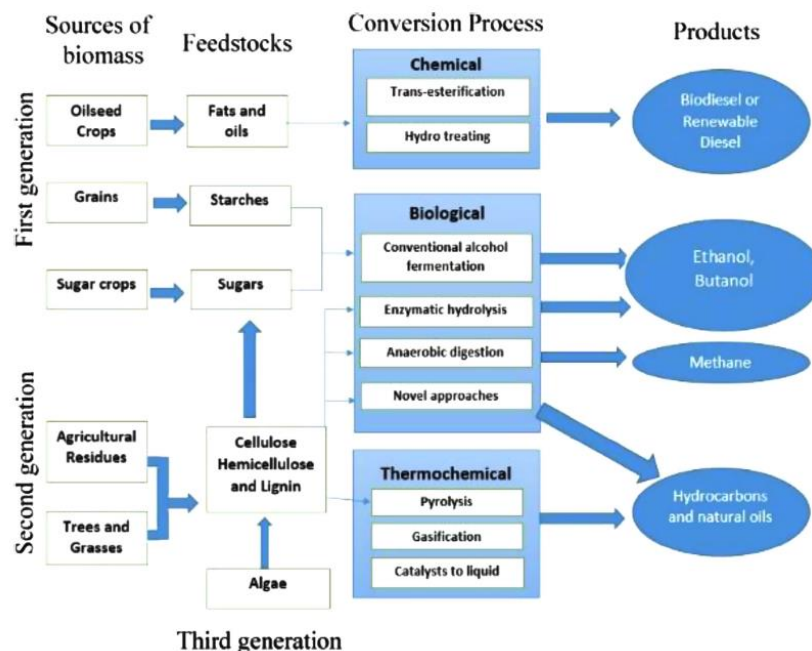 Sources of
biomass
Feedstocks
Conversion Process
Products
First generation
Oilseed
Crops
Fats and
oils
Chemical
Trans-esterification
Hydro treating
Biodiesel or
Renewable
Diesel
Grains
Starches
Sugar crops
Sugars
Biological
Conventional alcohol
fermentation
Enzymatic hydrolysis
Anaerobic digestion
Novel approaches
Ethanol,
Butanol
Methane
Second generation
Agricultural
Residues
Trees and
Grasses
Cellulose
Hemicellulose
and Lignin
Thermochemical
Pyrolysis
Gasification
Catalysts to liquid
Hydrocarbons
and natural oils
Algae
Third generation